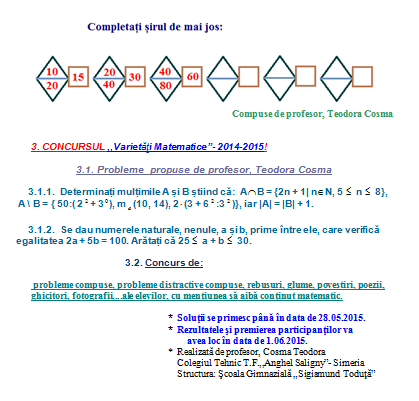 Completați șirul de mai jos:
10 20 15 20 40 30 40 80 60
Compuse de profesor, Teodora Cosma
3. CONCURSUL ,,Varietăți Matematice"- 2014-2015!
3.1. Probleme propuse de profesor, Teodora Cosma
3.1.1. Determinați mulțimile A și B știind că: A∩B = {2n + 1| n∈N, 5 ≤ n ≤ 8},
A \ B = { 50:(2² + 3⁰), mₐ(10, 14), 2·(3 + 6²:3²)}, iar |A| = |B| + 1.
3.1.2. Se dau numerele naturale, nenule, a și b, prime între ele, care verifică
egalitatea 2a + 5b = 100. Arătați că 25 ≤ a + b ≤ 30.
3.2. Concurs de:
probleme compuse, probleme distractive compuse, rebusuri, glume, povestiri, poezii,
ghicitori, fotografii,...ale elevilor, cu mențiunea să aibă conținut matematic.
* Soluții se primesc până în data de 28.05.2015.
* Rezultatele și premierea participanților va
avea loc în data de 1.06.2015.
* Realizată de profesor, Cosma Teodora
Colegiul Tehnic T.F.,,Anghel Saligny"- Simeria
Structura: Școala Gimnazială ,,Sigismund Toduță"